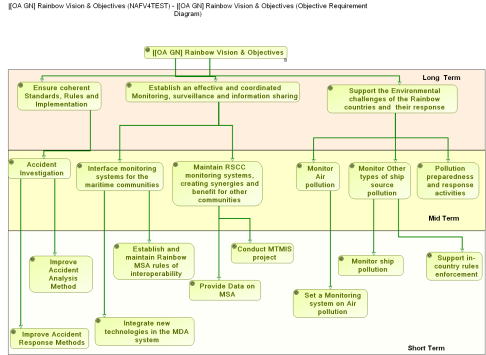 |[OA GN] Rainbow Vision & Objectives (NAFV4TEST) - |[OA GN] Rainbow Vision & Objectives (Objective Requirement
Diagram)
|[OA GN] Rainbow Vision & Objectives
Long Term
Ensure coherent
Standards, Rules and
Implementation
Establish an effective and coordinated
Monitoring, surveillance and information sharing
Support the Environmental
challenges of the Rainbow
countries and their response
Accident
Investigation
Interface monitoring
systems for the
maritime communities
Maintain RSCC
monitoring systems,
creating synergies and
benefit for other
communities
Monitor
Air
pollution
Monitor Other
types of ship
source
pollution
Pollution
preparedness
and response
activities
Mid Term
Improve
Accident
Analysis
Method
Establish and
maintain Rainbow
MSA rules of
interoperability
Conduct MTMIS
project
Monitor ship
pollution
Support in-
country rules
enforcement
Provide Data on
MSA
Set a Monitoring
system on Air
pollution
Improve Accident
Response Methods
Integrate new
technologies in the MDA
system
Short Term